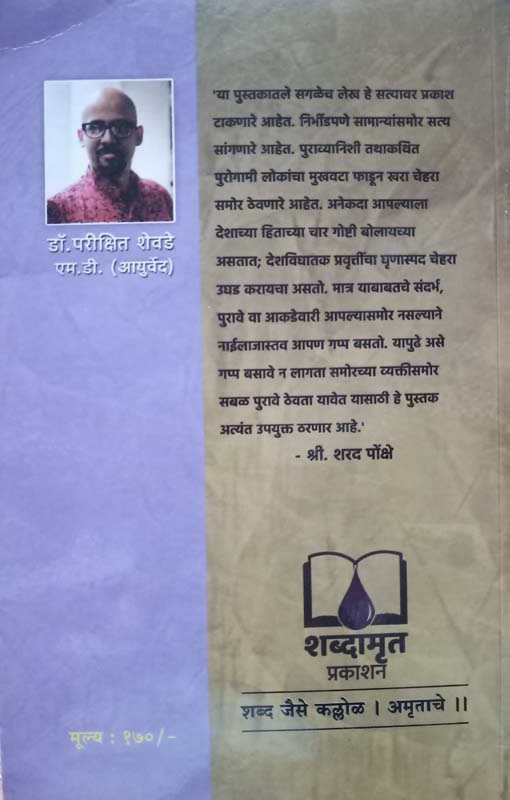 डॉ.परीक्षित शेवडे
एम.डी. (आयुर्वेद)
'या पुस्तकातले सगळेच लेख हे सत्यावर प्रकाश
टाकणारे आहेत. निर्भीडपणे सामान्यांसमोर सत्य
सांगणारे आहेत. पुराव्यानिशी तथाकथित
पुरोगामी लोकांचा मुखवटा फाडून खरा चेहरा
समोर ठेवणारे आहेत. अनेकदा आपल्याला
देशाच्या हिताच्या चार गोष्टी बोलायच्या
असतात; देशविघातक प्रवृत्तींचा घृणास्पद चेहरा
उघड करायचा असतो. मात्र याबाबतचे संदर्भ,
पुरावे वा आकडेवारी आपल्यासमोर नसल्याने
नाईलाजास्तव आपण गप्प बसतो. यापुढे असे
गप्प बसावे न लागता समोरच्या व्यक्तीसमोर
सबळ पुरावे ठेवता यावेत यासाठी हे पुस्तक
अत्यंत उपयुक्त ठरणार आहे.'
- श्री. शरद पोंक्षे
शब्दामृत
प्रकाशन
शब्द जैसे कल्लोळ । अमृताचे ।।
मूल्य : १७०/-